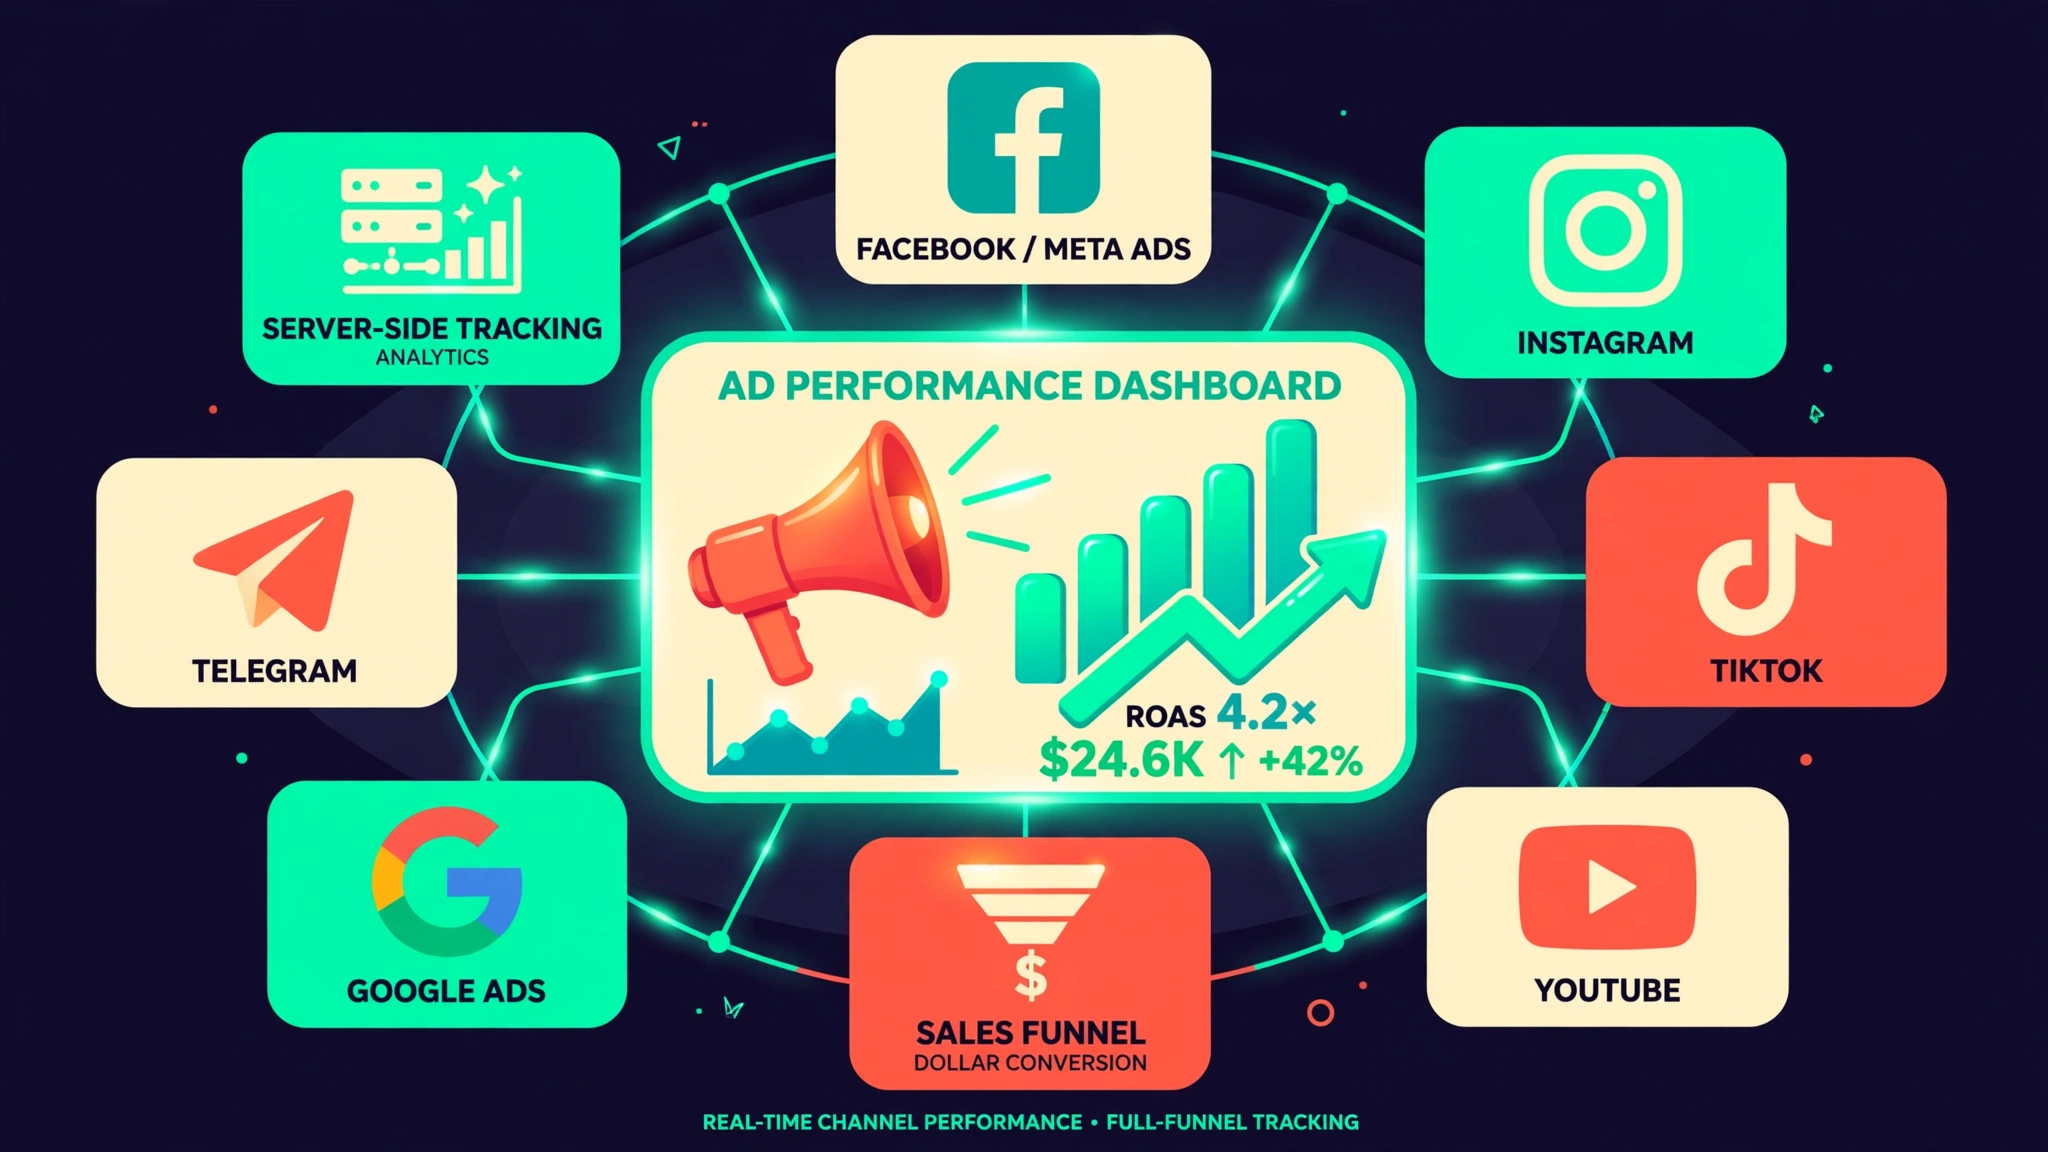 FACEBOOK / META ADS
SERVER-SIDE TRACKING
ANALYTICS
INSTAGRAM
AD PERFORMANCE DASHBOARD
TELEGRAM
TIKTOK
ROAS 4.2×
$24.6K ↑ +42%
GOOGLE ADS
YOUTUBE
$
SALES FUNNEL
DOLLAR CONVERSION
REAL-TIME CHANNEL PERFORMANCE • FULL-FUNNEL TRACKING